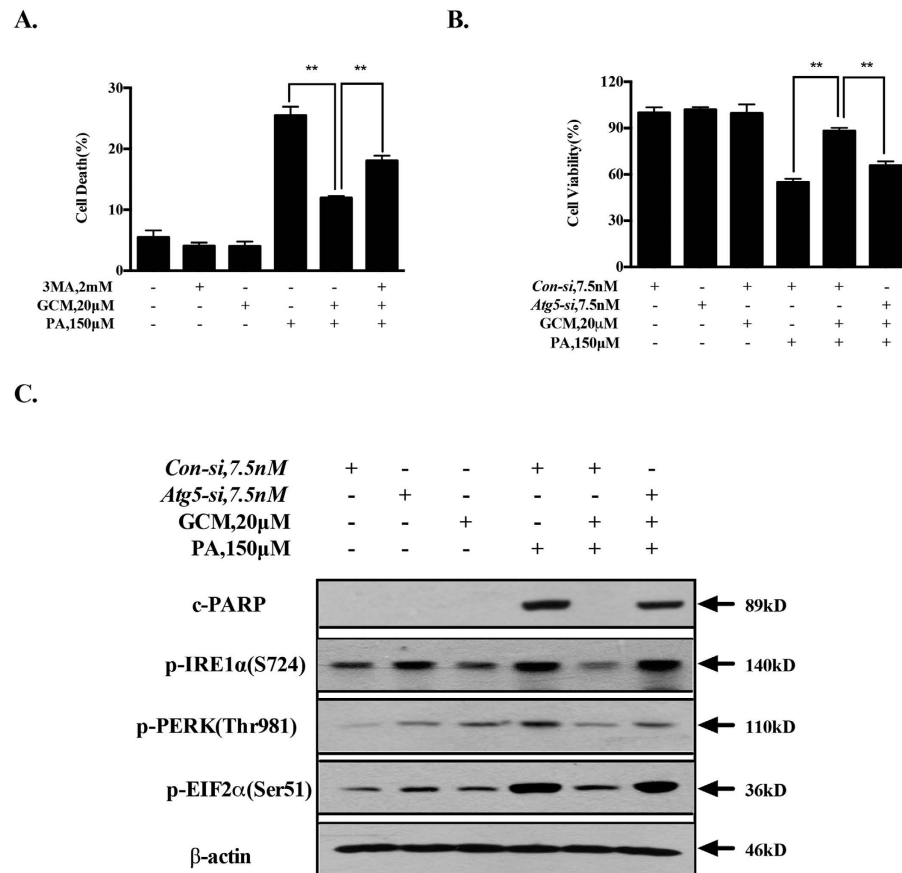 A.
B.
** **
30
20
10
0
Cell Death(%)
3MA,2mM - + - - - +
GCM,20μM - - + - + +
PA,150μM - - - + + +
** **
120
90
60
30
0
Cell Viability(%)
Con-si,7.5nM + - + + + -
Atg5-si,7.5nM - + - - - +
GCM,20μM - - + - + +
PA,150μM - - - + + +
C.
Con-si,7.5nM + - - + + -
Atg5-si,7.5nM - + - - - +
GCM,20μM - - + - + +
PA,150μM - - - + + +
c-PARP 89kD
p-IRE1α(S724) 140kD
p-PERK(Thr981) 110kD
p-EIF2α(Ser51) 36kD
β-actin 46kD